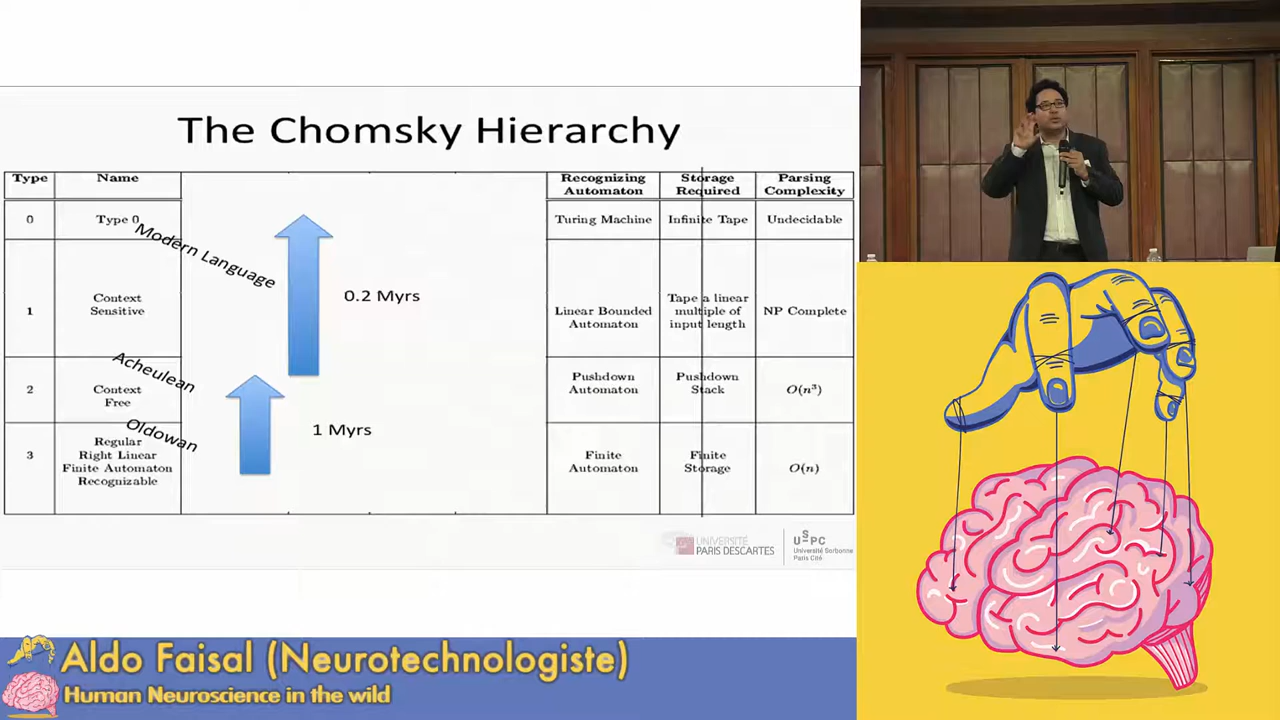 The Chomsky Hierarchy
Type Name Recognizing Automaton Storage Required Parsing Complexity
0 Type 0 Turing Machine Infinite Tape Undecidable
Modern Language
0.2 Myrs
1 Context Sensitive Linear Bounded Automaton Tape a linear multiple of input length NP Complete
Acheulean
2 Context Free Pushdown Automaton Pushdown Stack O(n³)
Oldowan
1 Myrs
3 Regular Right Linear Finite Automaton Recognizable Finite Automaton Finite Storage O(n)
UNIVERSITÉ PARIS DESCARTES
USPC
Université Sorbonne
Paris Cité
Aldo Faisal (Neurotechnologiste)
Human Neuroscience in the wild